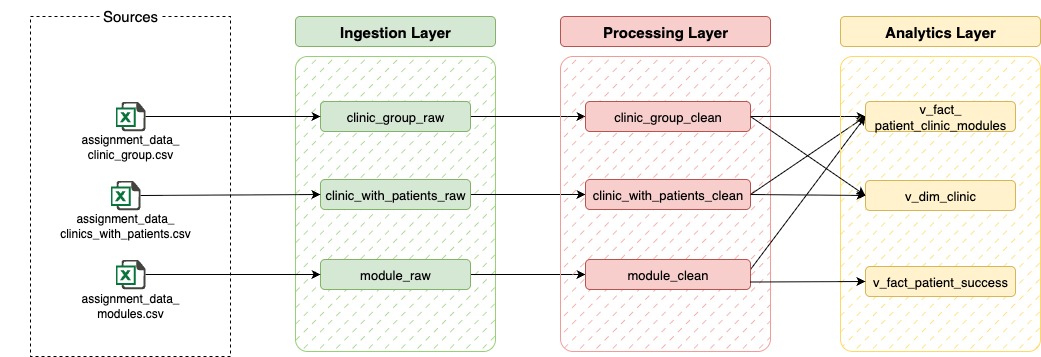 Sources
Ingestion Layer
Processing Layer
Analytics Layer
X
assignment_data_
clinic_group.csv
clinic_group_raw
clinic_group_clean
v_fact_
patient_clinic_modules
X
assignment_data_
clinics_with_patients.csv
clinic_with_patients_raw
clinic_with_patients_clean
v_dim_clinic
X
assignment_data_
modules.csv
module_raw
module_clean
v_fact_patient_success